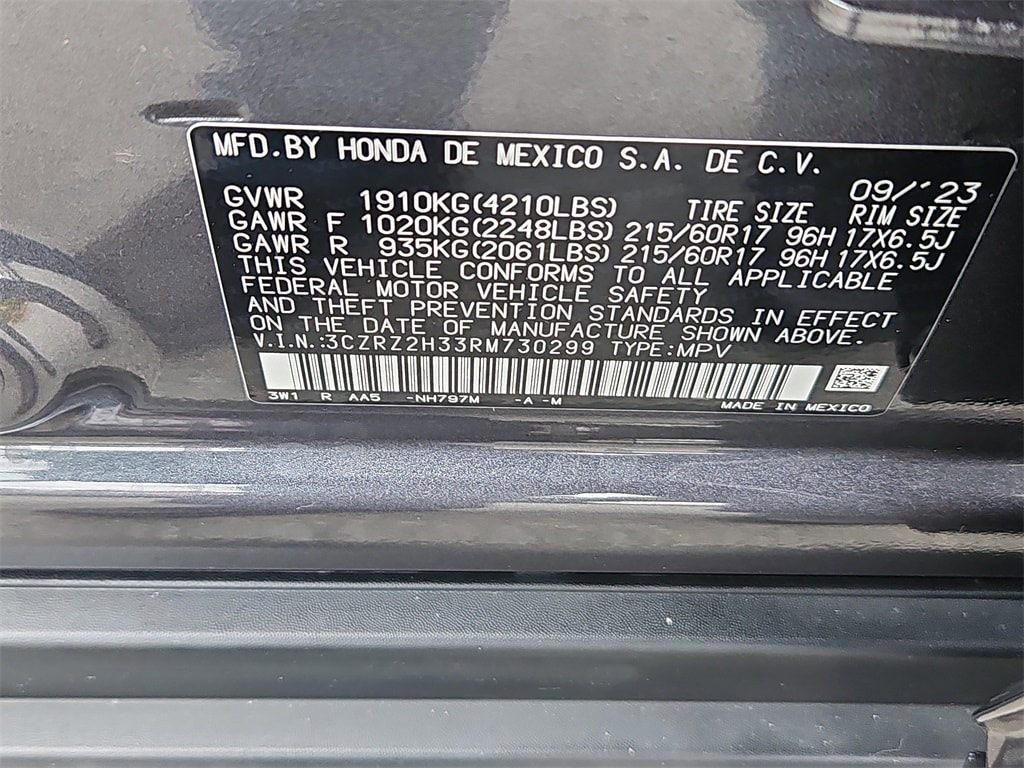 MFD.BY HONDA DE MEXICO S.A. DE C.V.
09/'23
GVWR 1910KG(4210LBS) TIRE SIZE RIM SIZE
GAWR F 1020KG(2248LBS) 215/60R17 96H 17X6.5J
GAWR R 935KG(2061LBS) 215/60R17 96H 17X6.5J
THIS VEHICLE CONFORMS TO ALL APPLICABLE
FEDERAL MOTOR VEHICLE SAFETY
AND THEFT PREVENTION STANDARDS IN EFFECT
ON THE DATE OF MANUFACTURE SHOWN ABOVE.
V.I.N.:3CZRZ2H33RM730299 TYPE:MPV
3W1 R AA5 -NH797M -A -M MADE IN MEXICO